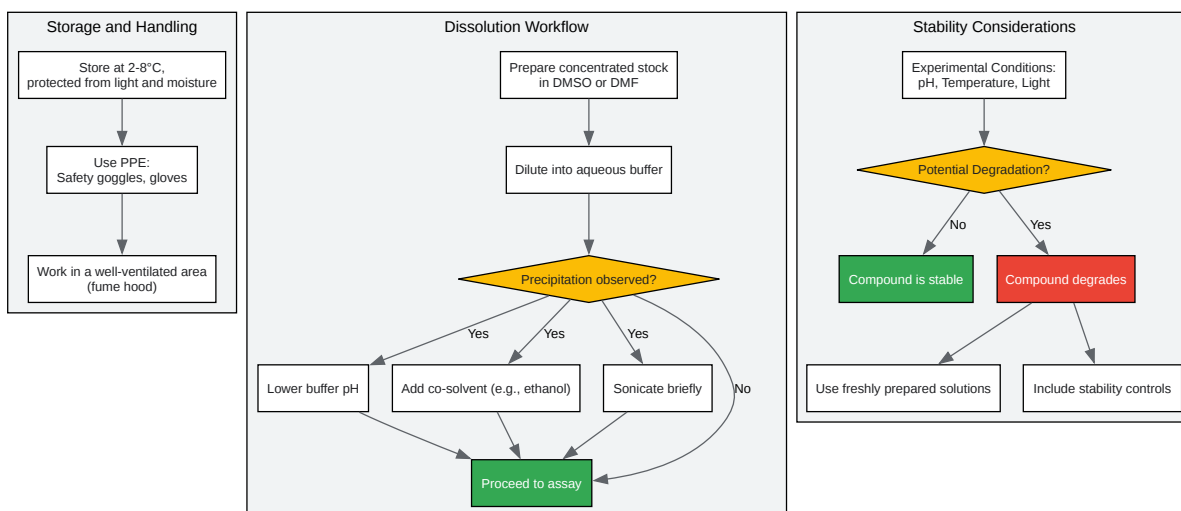 Storage and Handling
Store at 2-8°C,
protected from light and moisture
Use PPE:
Safety goggles, gloves
Work in a well-ventilated area
(fume hood)
Dissolution Workflow
Prepare concentrated stock
in DMSO or DMF
Dilute into aqueous buffer
Precipitation observed?
Yes
Yes
Yes
No
Lower buffer pH
Add co-solvent (e.g., ethanol)
Sonicate briefly
Proceed to assay
Stability Considerations
Experimental Conditions:
pH, Temperature, Light
Potential Degradation?
No
Yes
Compound is stable
Compound degrades
Use freshly prepared solutions
Include stability controls